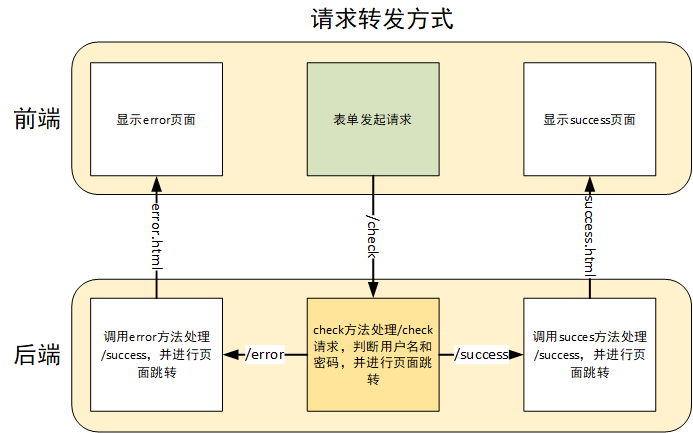 请求转发方式
前端
显示error页面
表单发起请求
显示success页面
error.html
/check
success.html
后端
调用error方法处理
/success，并进行页
面跳转
/error
check方法处理/check
请求，判断用户名和
密码，并进行页面跳转
/success
调用succes方法处理
/success，并进行页
面跳转